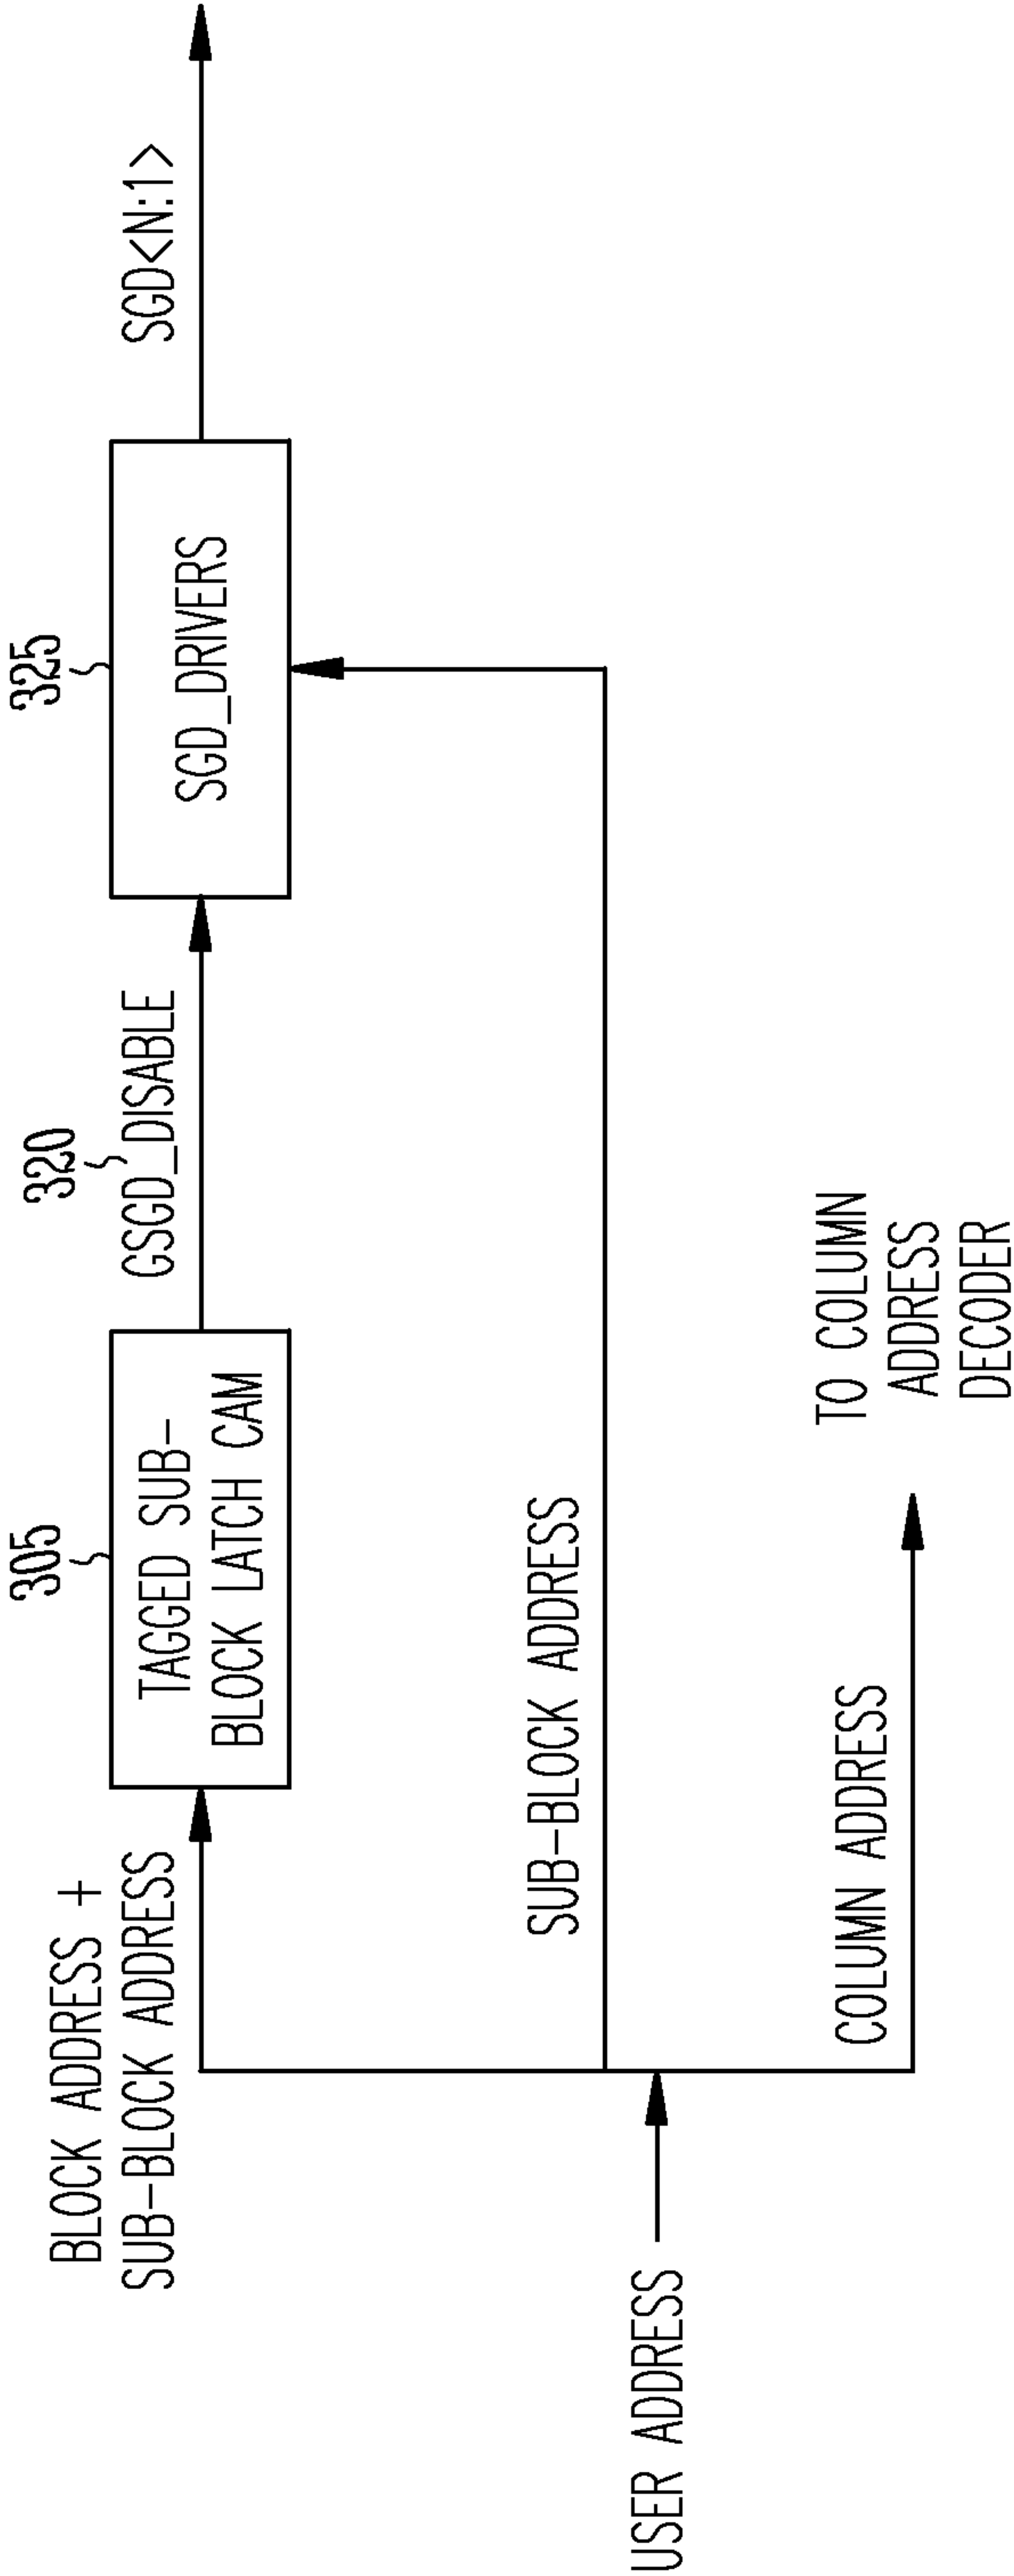 305
320
325
BLOCK ADDRESS +
SUB-BLOCK ADDRESS
TAGGED SUB-
BLOCK LATCH CAM
GSGD_DISABLE
SGD_DRIVERS
SGD<N:1>
SUB-BLOCK ADDRESS
USER ADDRESS
COLUMN ADDRESS
TO COLUMN
ADDRESS
DECODER